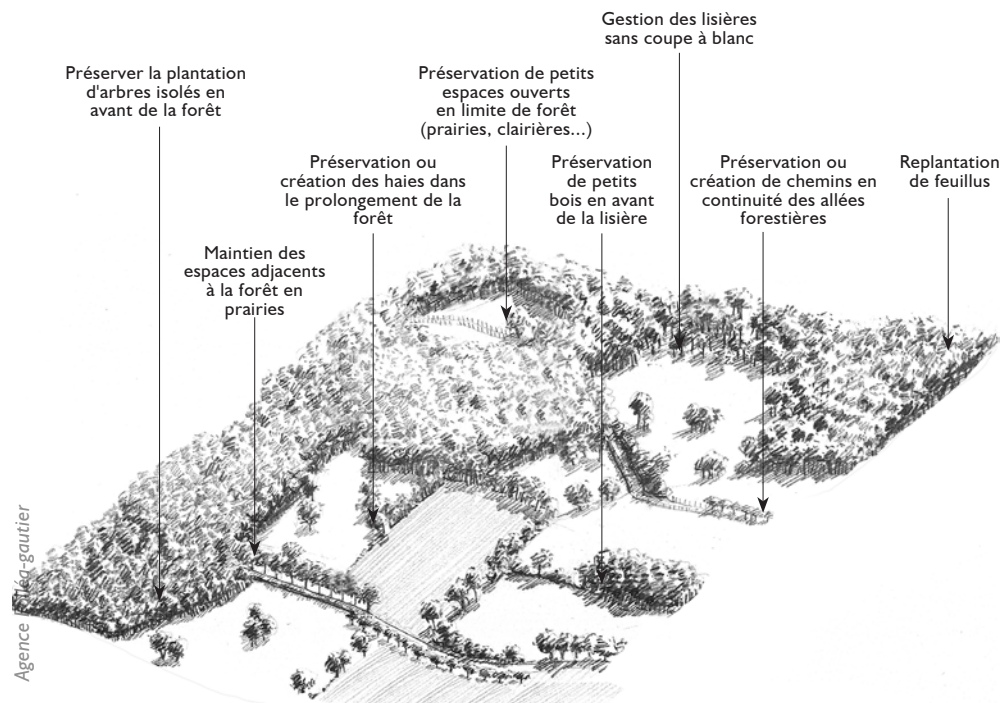 Gestion des lisières
sans coupe à blanc
Préserver la plantation
d'arbres isolés en
avant de la forêt
Préservation de petits
espaces ouverts
en limite de forêt
(prairies, clairières...)
Préservation ou
création des haies dans
le prolongement de la
forêt
Préservation
de petits
bois en avant
de la lisière
Préservation ou
création de chemins en
continuité des allées
forestières
Replantation
de feuillus
Maintien des
espaces adjacents
à la forêt en
prairies
Agence